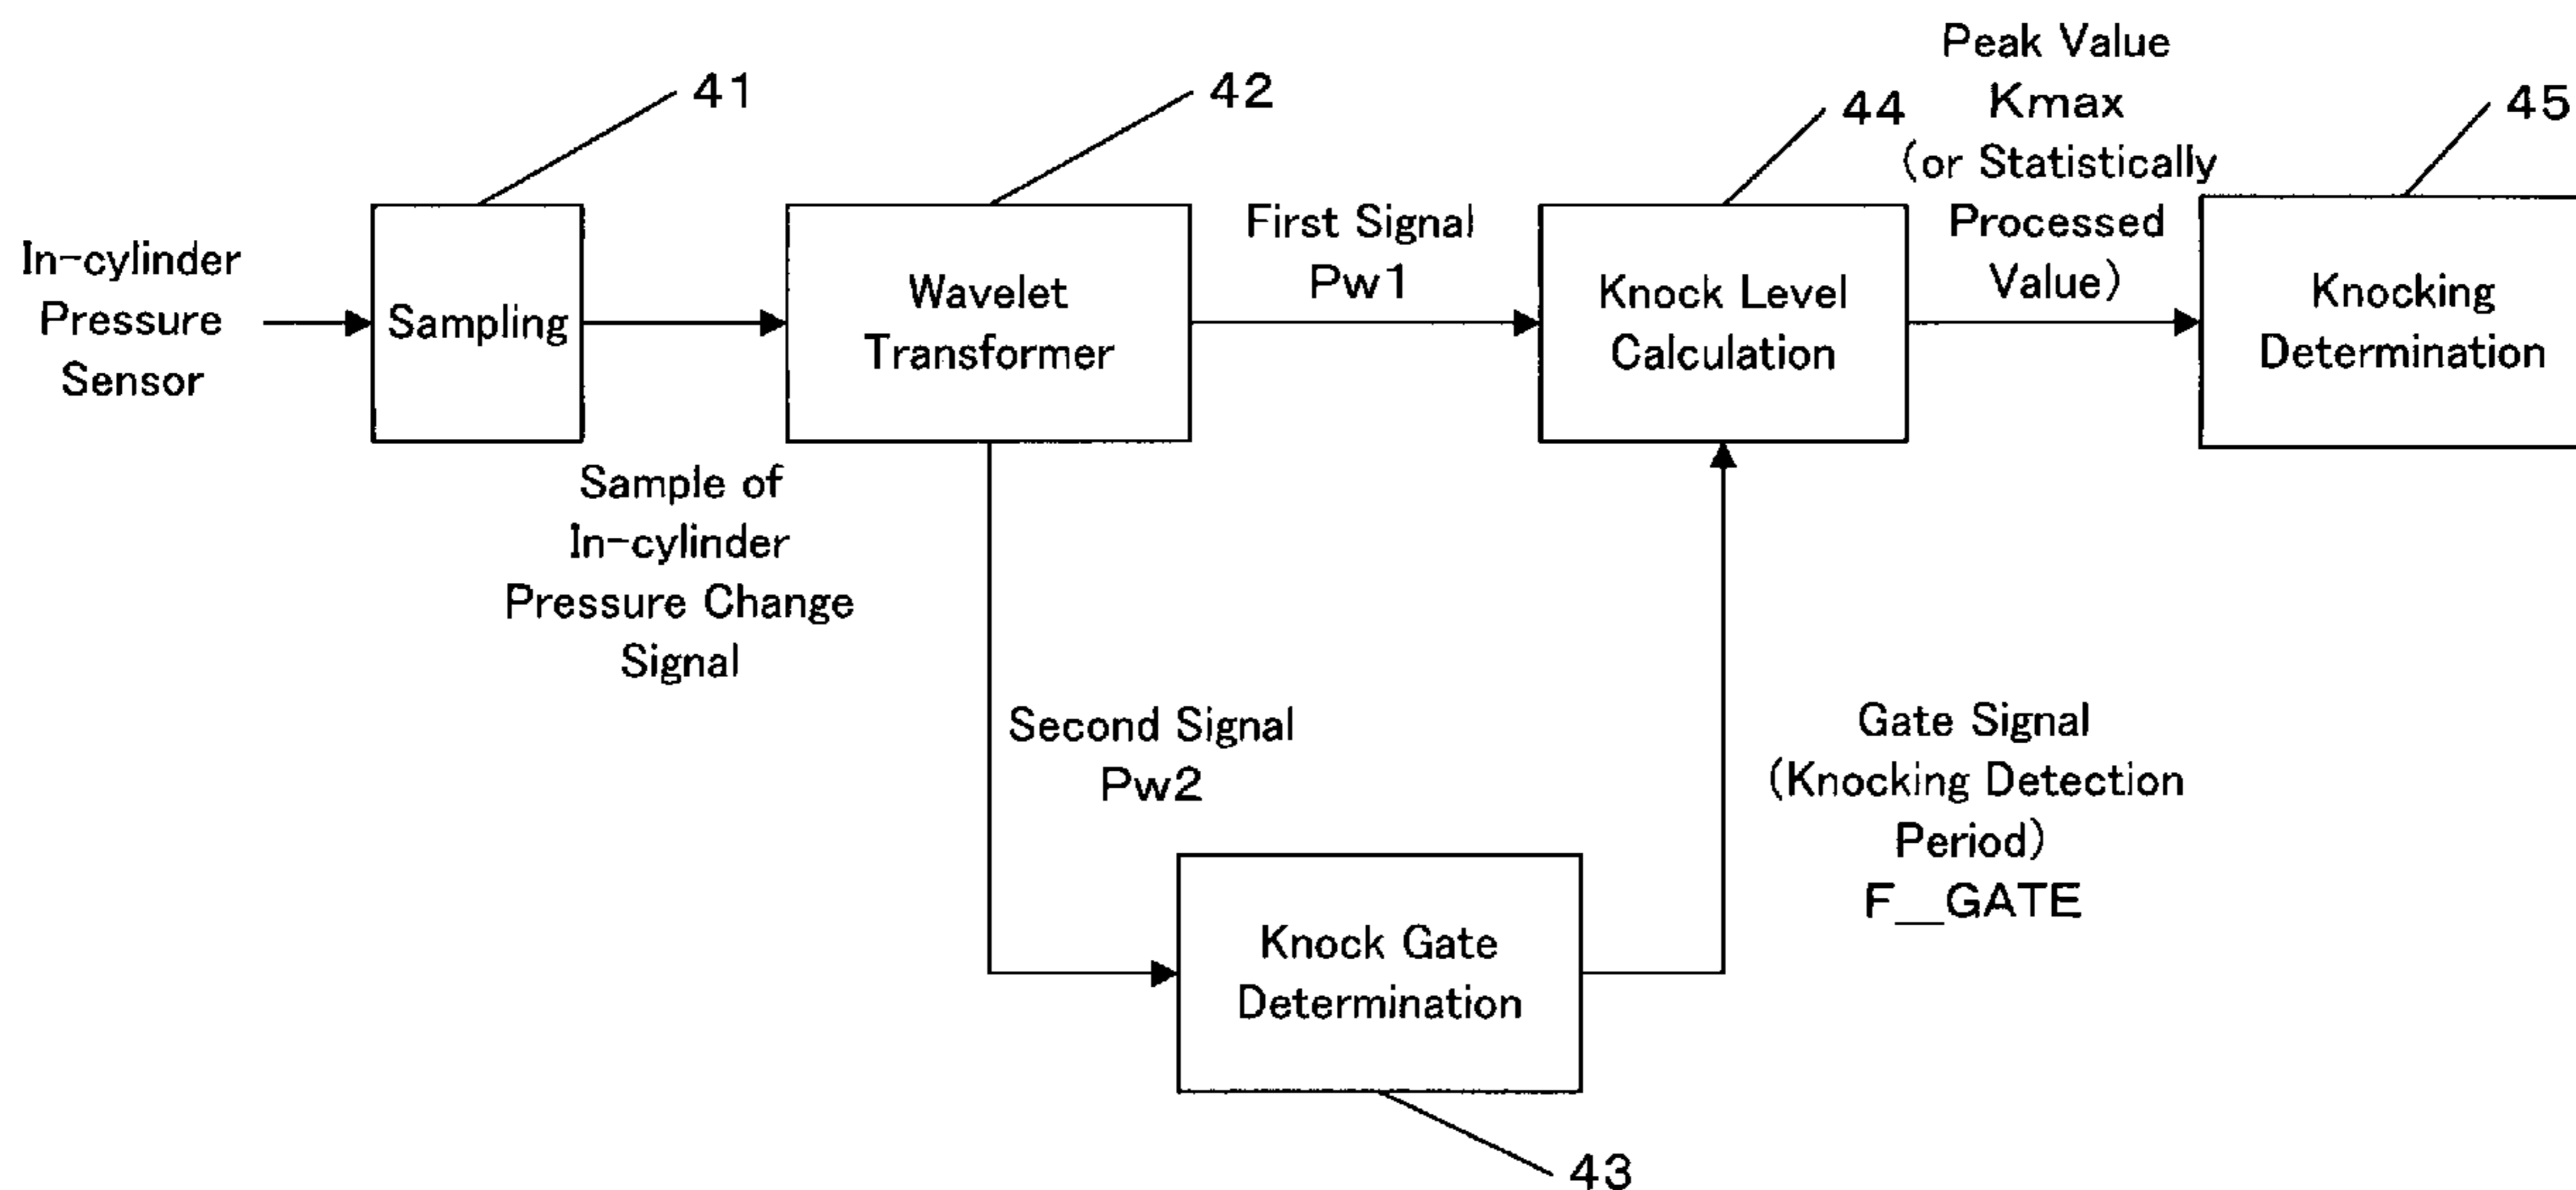 41
42
44
Peak Value
Kmax
(or Statistically
Processed
Value)
45
In-cylinder
Pressure
Sensor
Sampling
Sample of
In-cylinder
Pressure Change
Signal
Wavelet
Transformer
First Signal
Pw1
Knock Level
Calculation
Knocking
Determination
Second Signal
Pw2
Knock Gate
Determination
43
Gate Signal
(Knocking Detection
Period)
F__GATE